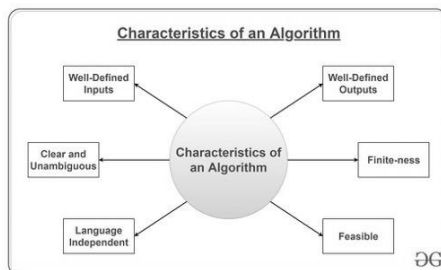 Characteristics of an Algorithm
Well-Defined
Inputs
Well-Defined
Outputs
Clear and
Unambiguous
Characteristics of
an Algorithm
Finite-ness
Language
Independent
Feasible